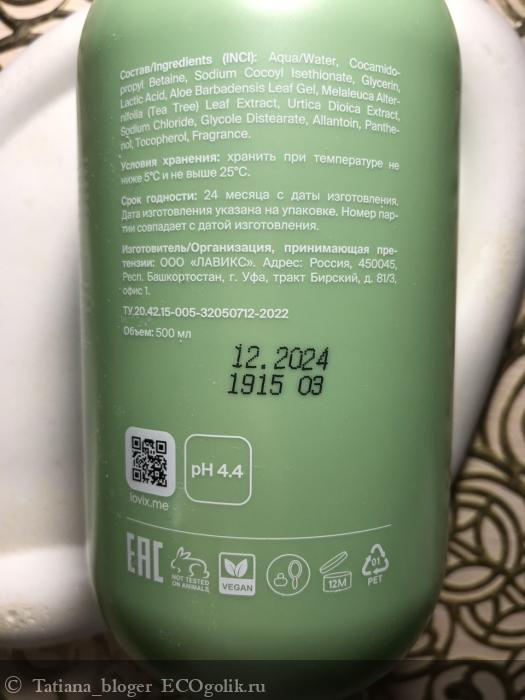 Состав/Ingredients (INCI): Aqua/Water, Cocamido-
propyl Betaine, Sodium Cocoyl Isethionate, Glycerin,
Lactic Acid, Aloe Barbadensis Leaf Gel, Melaleuca Alter-
nifolia (Tea Tree) Leaf Extract, Urtica Dioica Extract,
Sodium Chloride, Glycole Distearate, Allantoin, Panthe-
nol, Tocopherol, Fragrance.
Условия хранения: хранить при температуре не
ниже 5°С и не выше 25°С.
Срок годности: 24 месяца с даты изготовления.
Дата изготовления указана на упаковке. Номер пар-
тии совпадает с датой изготовления.
Изготовитель/Организация, принимающая пре-
тензии: ООО «ЛАВИКС». Адрес: Россия, 450045,
Респ. Башкортостан, г. Уфа, тракт Бирский, д. 81/3,
офис 1.
ТУ.20.42.15-005-32050712-2022
Объем: 500 мл
12.2024
1915 03
lovix.me
pH 4.4
EAC
NOT TESTED
ON ANIMALS
VEGAN
12M
01
PET
© Tatiana_bloger ECOgolik.ru